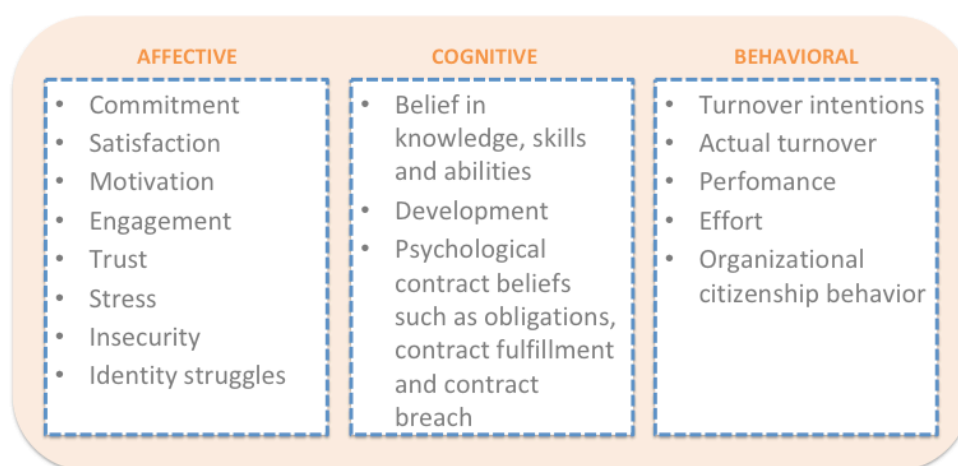 AFFECTIVE
• Commitment
• Satisfaction
• Motivation
• Engagement
• Trust
• Stress
• Insecurity
• Identity struggles
COGNITIVE
• Belief in
knowledge, skills
and abilities
• Development
• Psychological
contract beliefs
such as obligations,
contract fulfillment
and contract
breach
BEHAVIORAL
• Turnover intentions
• Actual turnover
• Perfomance
• Effort
• Organizational
citizenship behavior